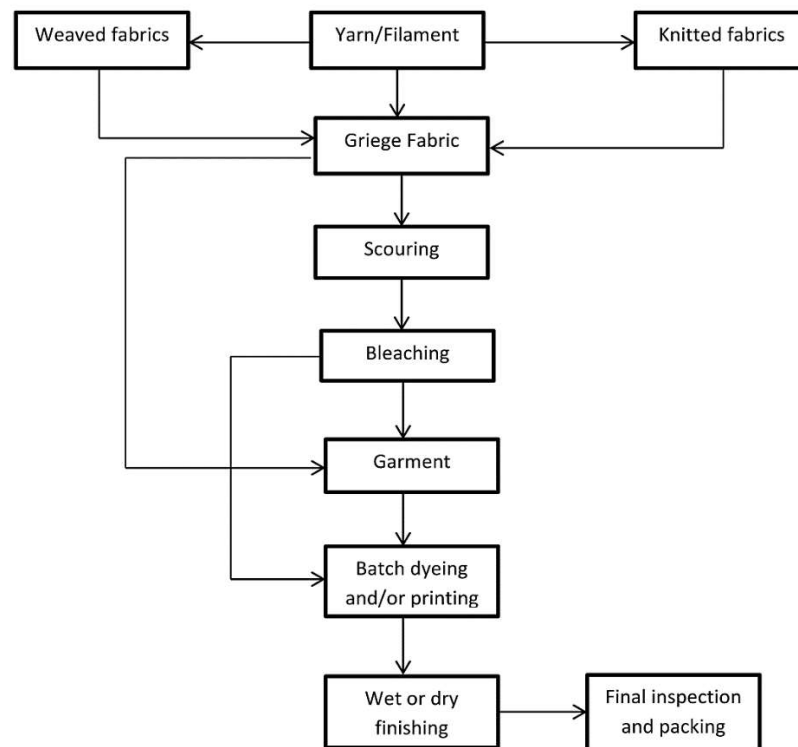 Weaved fabrics
Yarn/Filament
Knitted fabrics
Griege Fabric
Scouring
Bleaching
Garment
Batch dyeing
and/or printing
Wet or dry
finishing
Final inspection
and packing